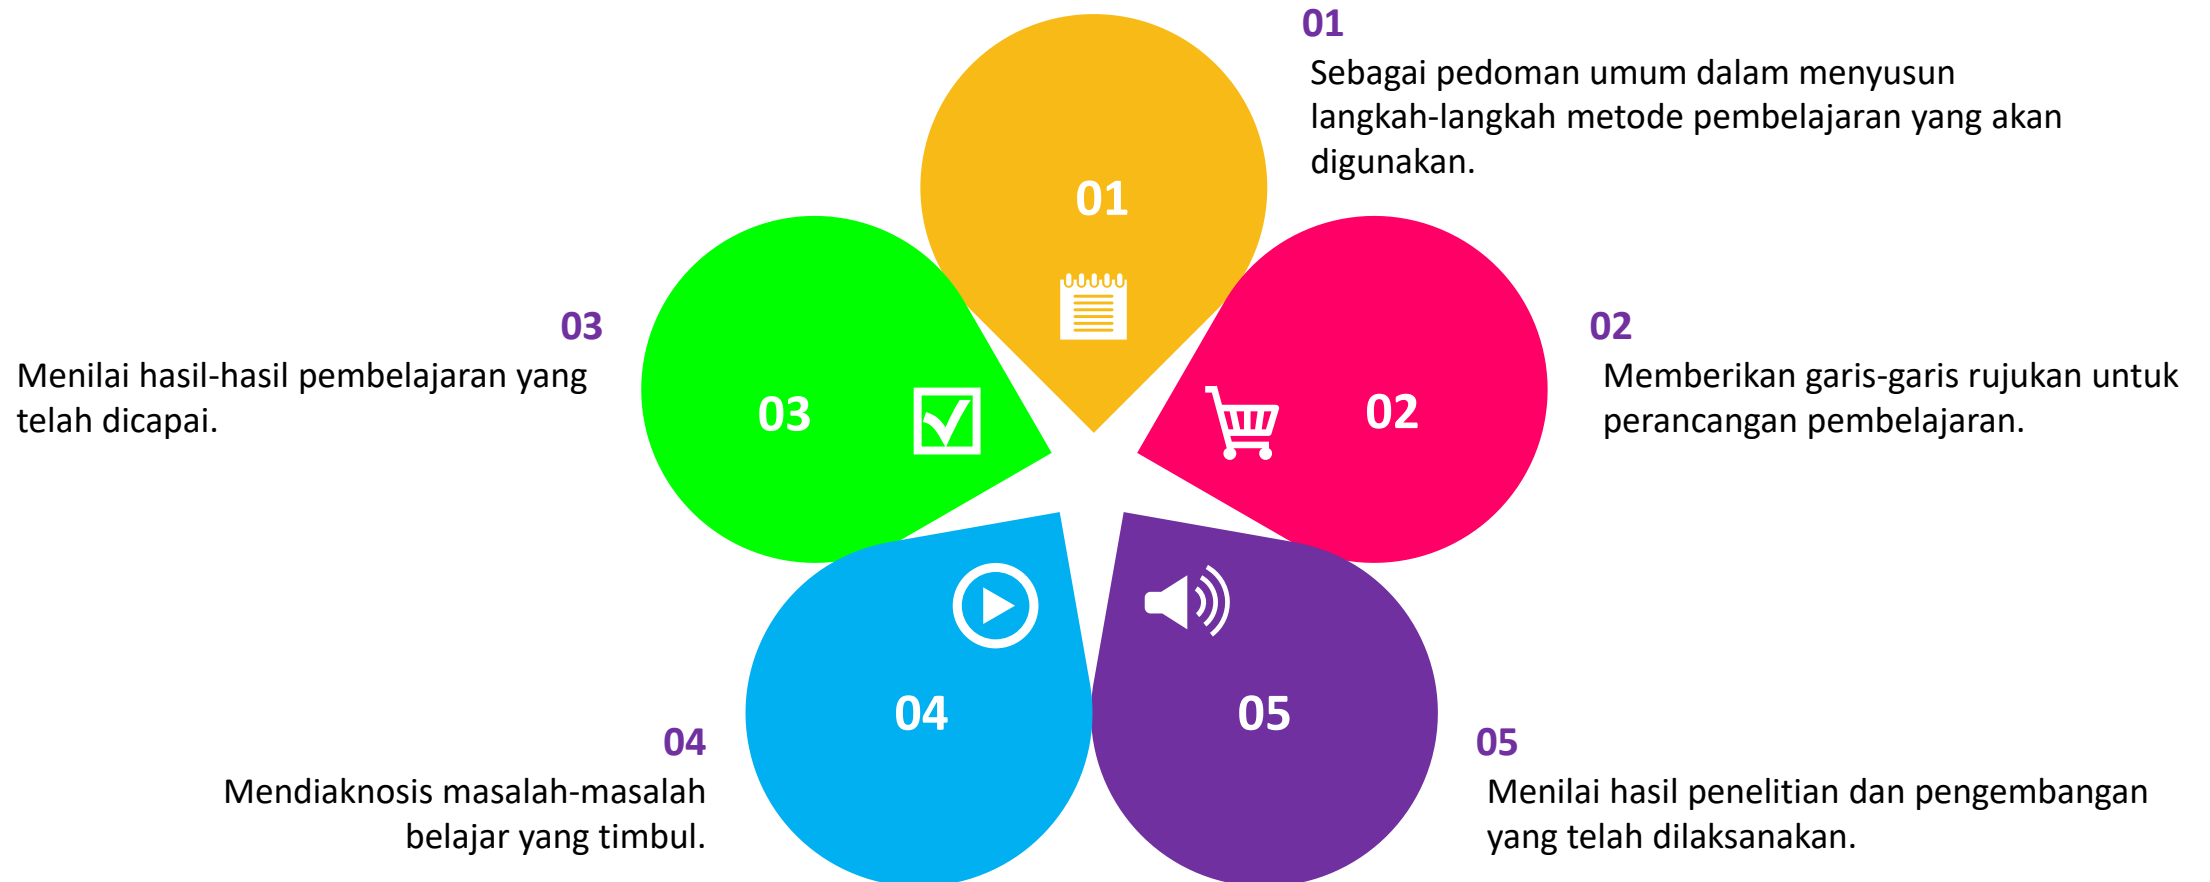 01
Sebagai pedoman umum dalam menyusun
langkah-langkah metode pembelajaran yang akan
digunakan.
01
02
Memberikan garis-garis rujukan untuk
perancangan pembelajaran.
02
03
Menilai hasil-hasil pembelajaran yang
telah dicapai.
03
04
Mendiaknosis masalah-masalah
belajar yang timbul.
04
05
Menilai hasil penelitian dan pengembangan
yang telah dilaksanakan.
05